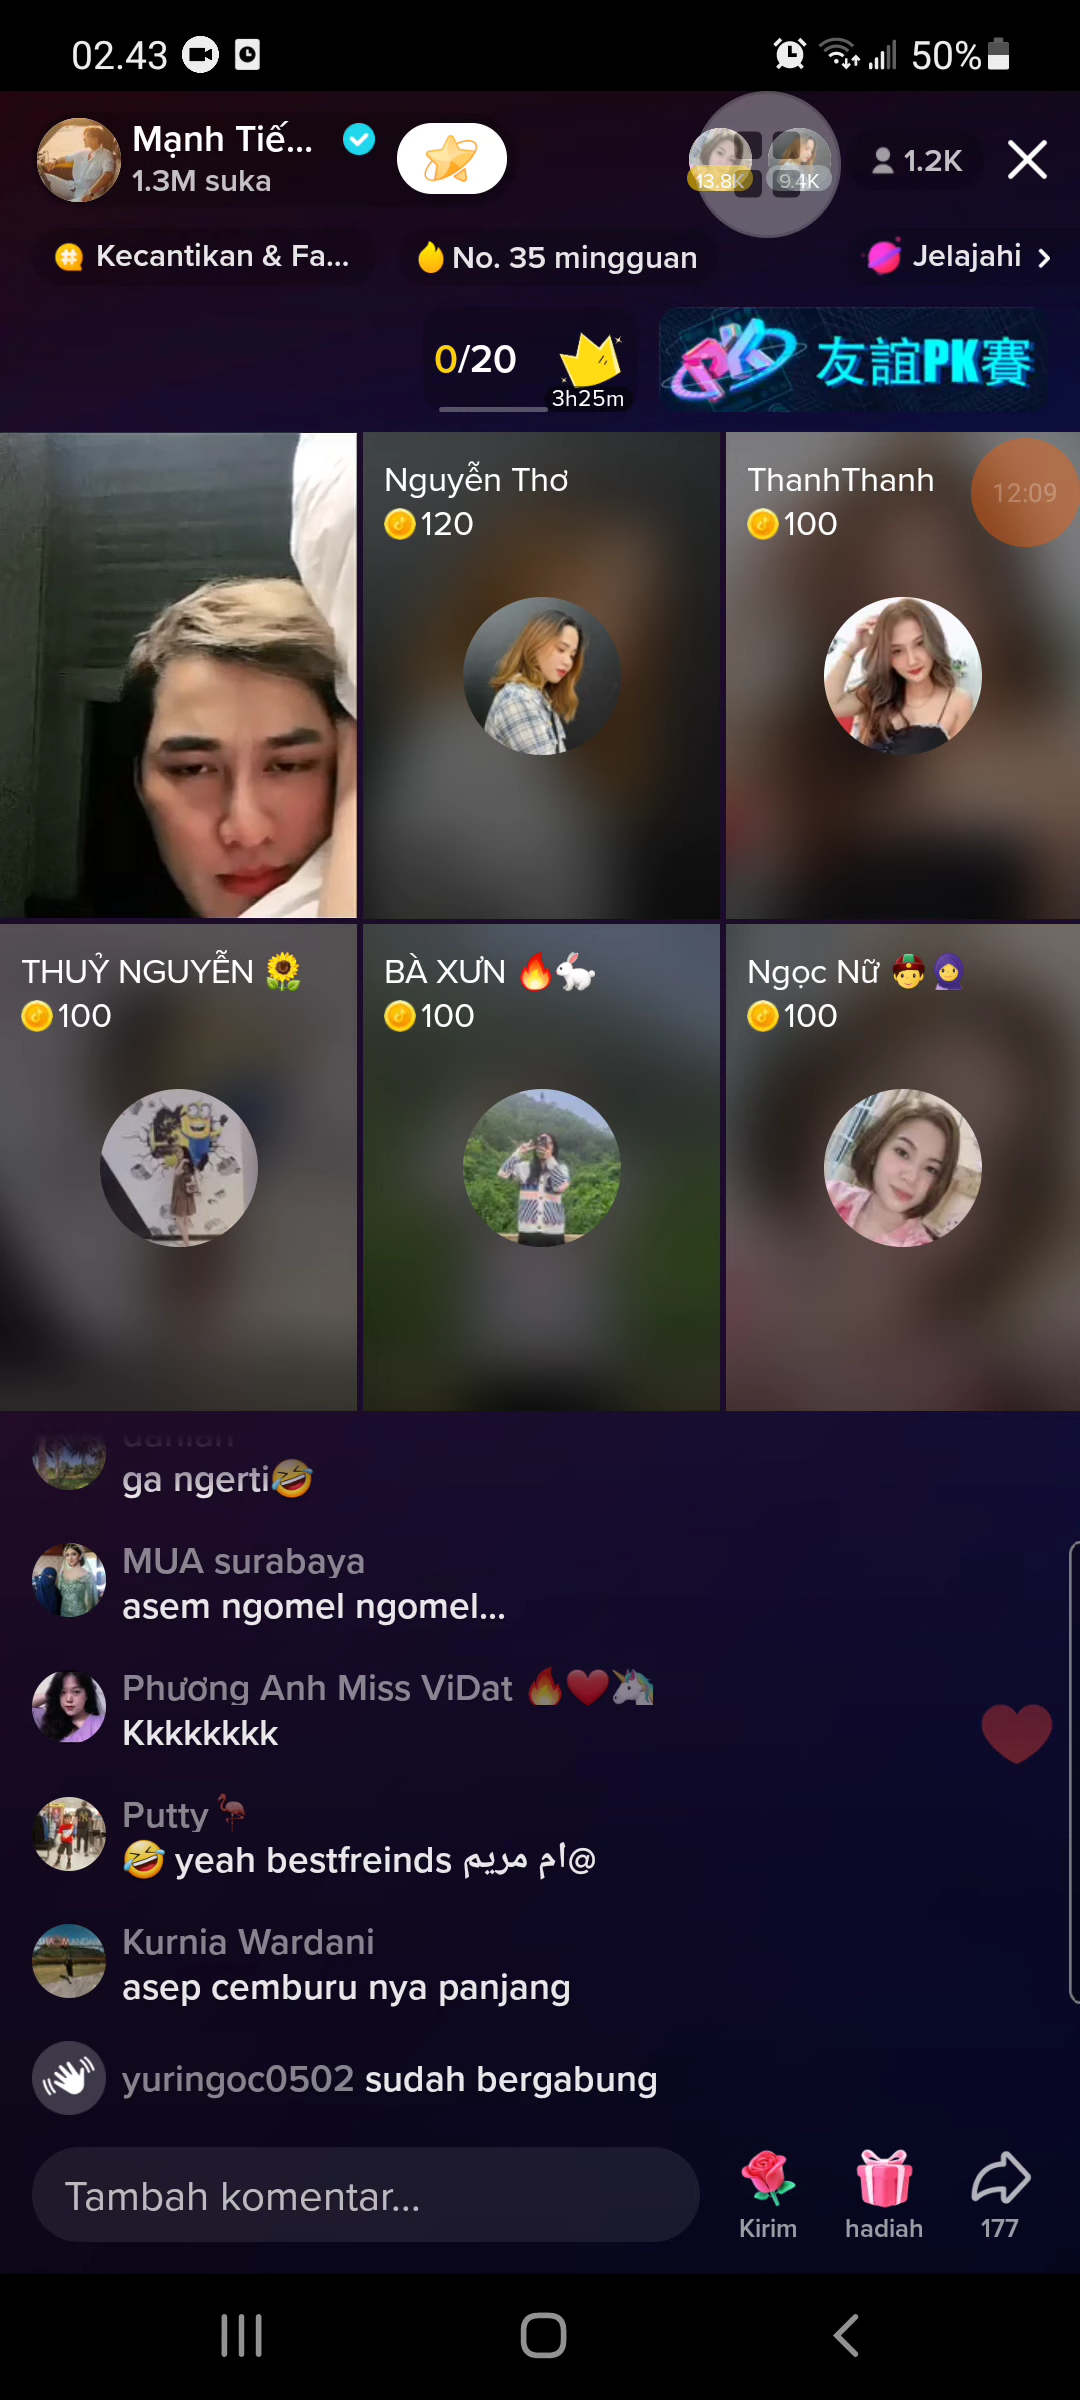 02.43
50%
Mạnh Tiế...
1.3M suka
13.8K
9.4K
1.2K
Kecantikan & Fa...
No. 35 mingguan
Jelajahi
0/20
3h25m
友誼PK賽
Nguyễn Thơ
120
ThanhThanh
100
12:09
THUỶ NGUYỄN 🌻
100
BÀ XƯN 🔥🐇
100
Ngọc Nữ 👲🧕
100
danian
ga ngerti🤣
MUA surabaya
asem ngomel ngomel...
Phương Anh Miss ViDat 🔥❤️🦄
Kkkkkkkk
Putty🦩
🤣 yeah bestfreinds @ام مريم
Kurnia Wardani
asep cemburu nya panjang
yuringoc0502 sudah bergabung
Tambah komentar...
Kirim
hadiah
177